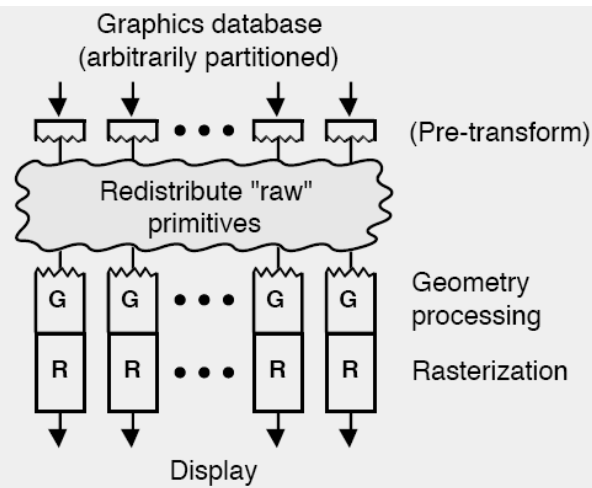 Graphics database
(arbitrarily partitioned)
(Pre-transform)
Redistribute "raw"
primitives
G G G G
Geometry
processing
R R R R
Rasterization
Display